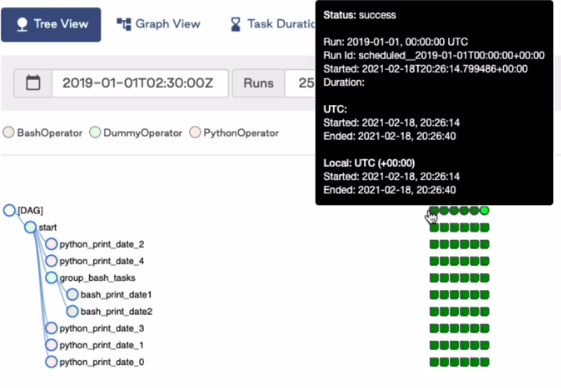 Tree View
Graph View
Task Duratio
Status: success
Run: 2019-01-01, 00:00:00 UTC
Run Id: scheduled__2019-01-01T00:00:00+00:00
Started: 2021-02-18T20:26:14.799486+00:00
Duration:
UTC:
Started: 2021-02-18, 20:26:14
Ended: 2021-02-18, 20:26:40
Local: UTC (+00:00)
Started: 2021-02-18, 20:26:14
Ended: 2021-02-18, 20:26:40
2019-01-01T02:30:00Z
Runs
25
BashOperator
DummyOperator
PythonOperator
[DAG]
start
python_print_date_2
python_print_date_4
group_bash_tasks
bash_print_date1
bash_print_date2
python_print_date_3
python_print_date_1
python_print_date_0